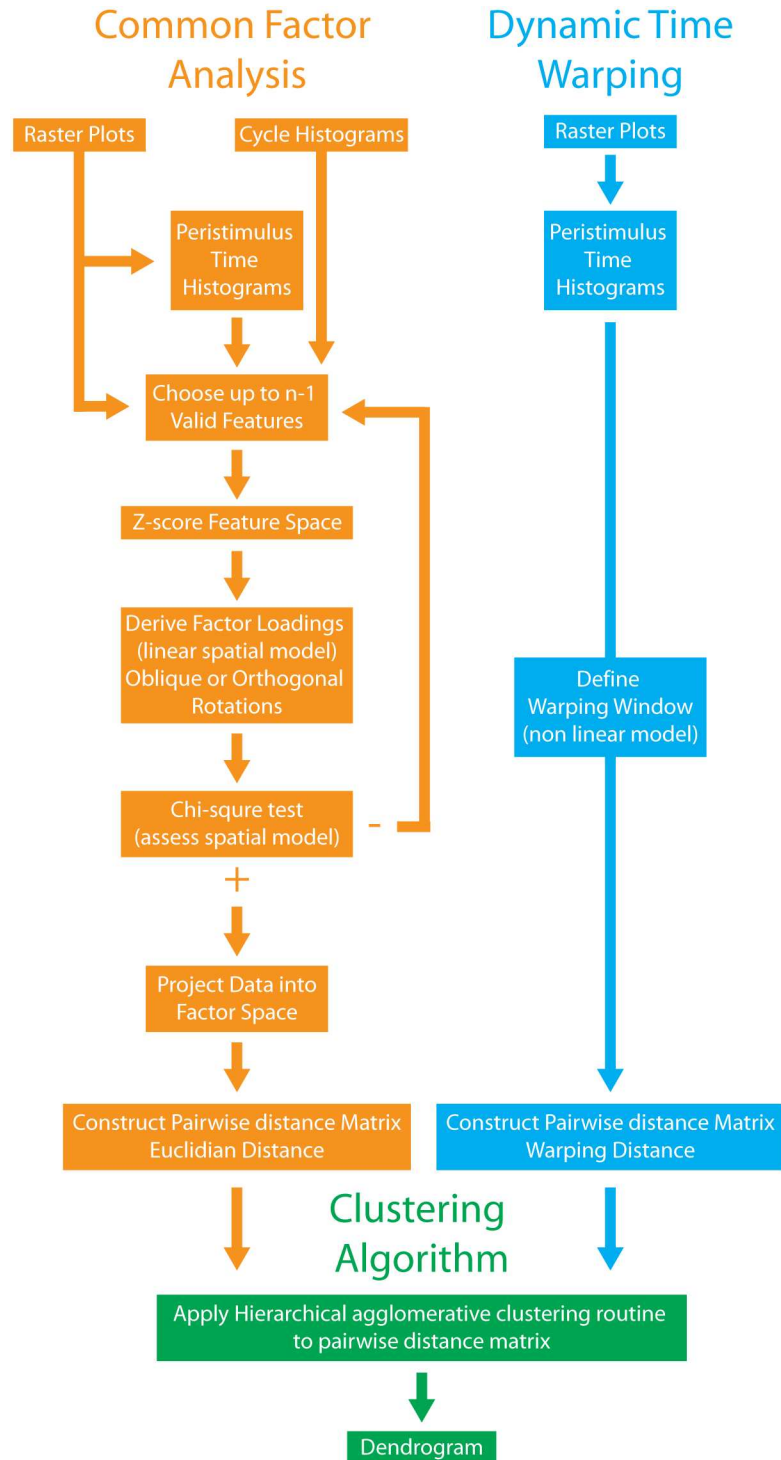 Common Factor
Analysis
Raster Plots
Cycle Histograms
Peristimulus
Time
Histograms
Choose up to n-1
Valid Features
Z-score Feature Space
Derive Factor Loadings
(linear spatial model)
Oblique or Orthogonal
Rotations
Chi-squre test
(assess spatial model)
-
+
Project Data into
Factor Space
Construct Pairwise distance Matrix
Euclidian Distance
Dynamic Time
Warping
Raster Plots
Peristimulus
Time
Histograms
Define
Warping Window
(non linear model)
Construct Pairwise distance Matrix
Warping Distance
Clustering
Algorithm
Apply Hierarchical agglomerative clustering routine
to pairwise distance matrix
Dendrogram